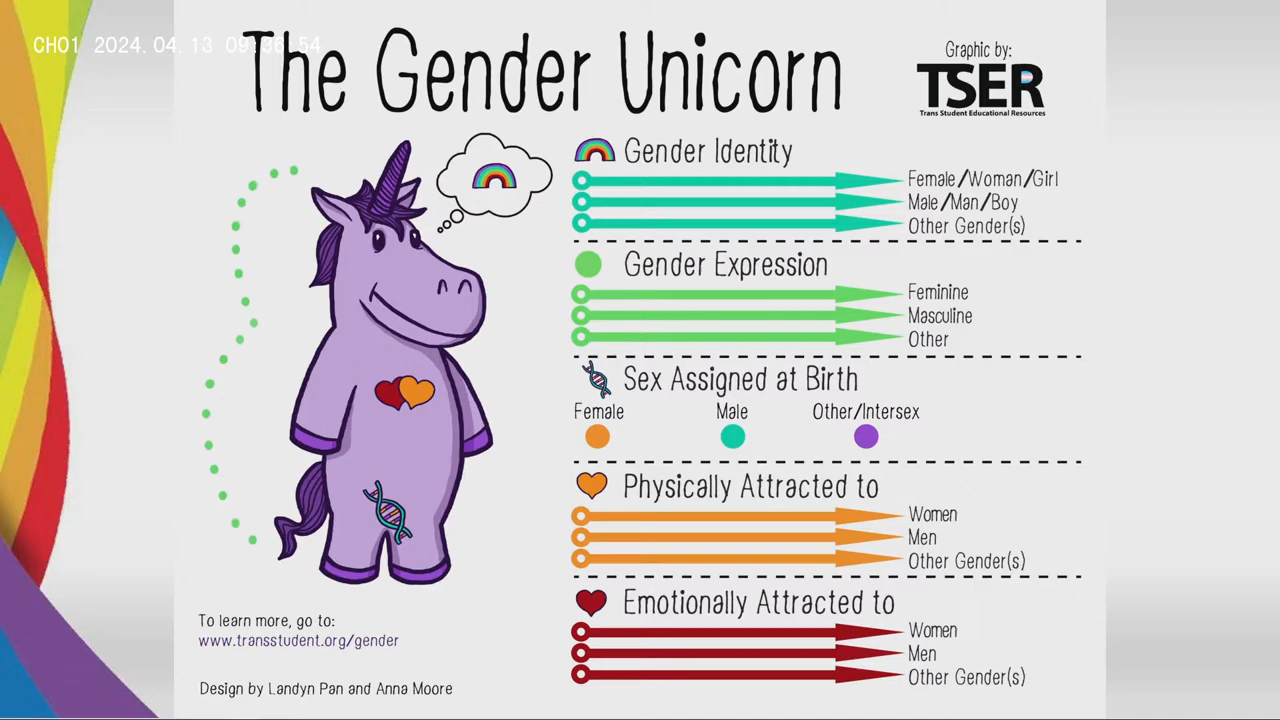 CH01 2024.04.13 09:36:54
The Gender Unicorn
Graphic by:
TSER
Trans Student Educational Resources
Gender Identity
Female/Woman/Girl
Male/Man/Boy
Other Gender(s)
Gender Expression
Feminine
Masculine
Other
Sex Assigned at Birth
Female Male Other/Intersex
Physically Attracted to
Women
Men
Other Gender(s)
Emotionally Attracted to
Women
Men
Other Gender(s)
To learn more, go to:
www.transstudent.org/gender
Design by Landyn Pan and Anna Moore